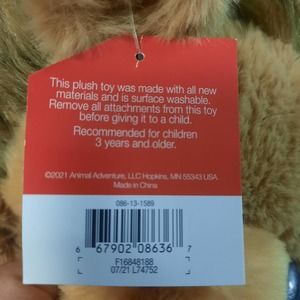 This plush toy was made with all new
materials and is surface washable.
Remove all attachments from this toy
before giving it to a child.
Recommended for children
3 years and older.
©2021 Animal Adventure, LLC Hopkins, MN 55343 USA.
Made in China
086-13-1589
6 67902 08636 7
F16848188
07/21 L74752